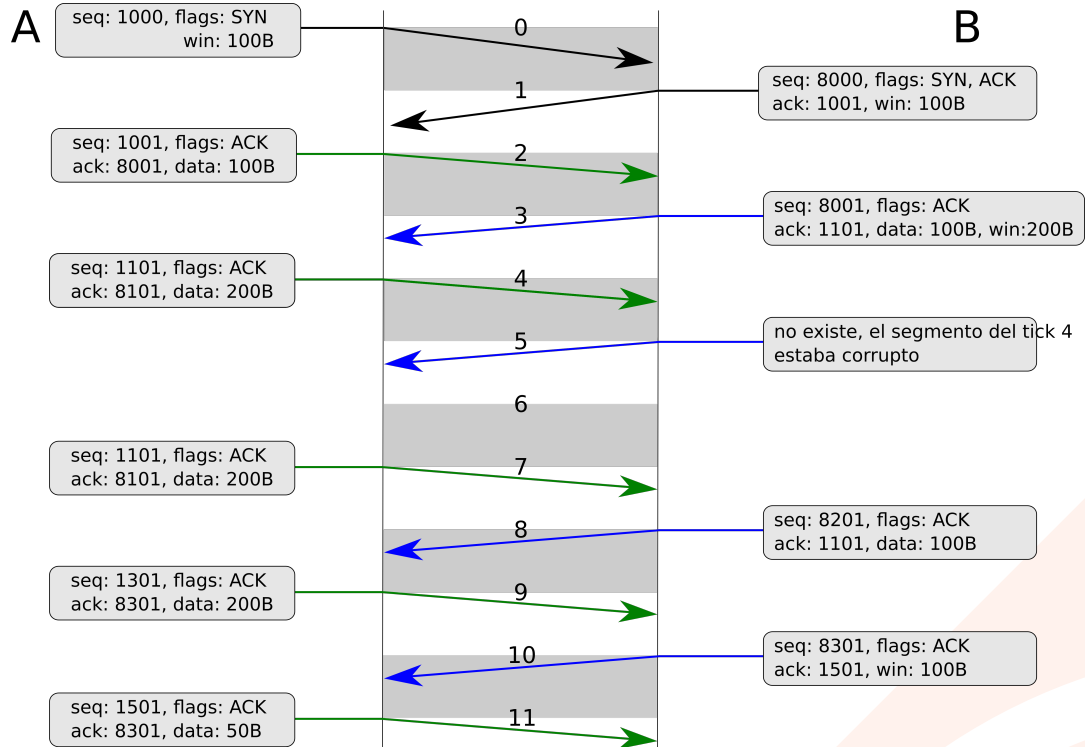 A
B
seq: 1000, flags: SYN
win: 100B
0
seq: 8000, flags: SYN, ACK
ack: 1001, win: 100B
1
seq: 1001, flags: ACK
ack: 8001, data: 100B
2
seq: 8001, flags: ACK
ack: 1101, data: 100B, win:200B
3
seq: 1101, flags: ACK
ack: 8101, data: 200B
4
no existe, el segmento del tick 4
estaba corrupto
5
6
seq: 1101, flags: ACK
ack: 8101, data: 200B
7
seq: 8201, flags: ACK
ack: 1101, data: 100B
8
seq: 1301, flags: ACK
ack: 8301, data: 200B
9
seq: 8301, flags: ACK
ack: 1501, win: 100B
10
seq: 1501, flags: ACK
ack: 8301, data: 50B
11